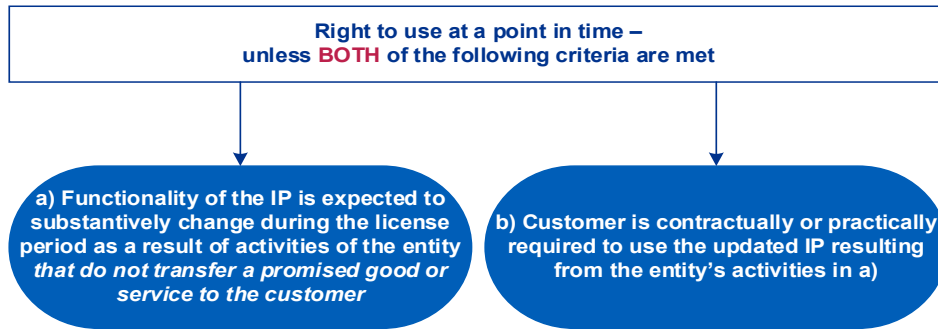 Right to use at a point in time –
unless BOTH of the following criteria are met
a) Functionality of the IP is expected to
substantively change during the license
period as a result of activities of the entity
that do not transfer a promised good or
service to the customer
b) Customer is contractually or practically
required to use the updated IP resulting
from the entity's activities in a)